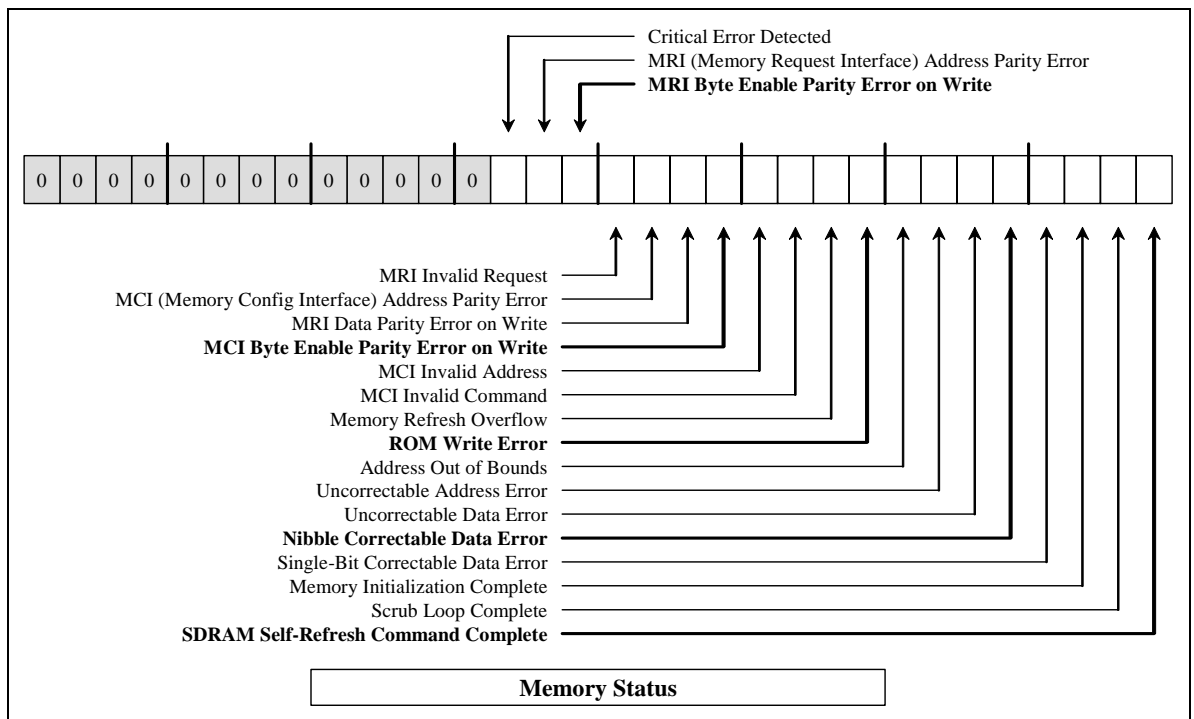 Critical Error Detected
MRI (Memory Request Interface) Address Parity Error
MRI Byte Enable Parity Error on Write
0 0 0 0 0 0 0 0 0 0 0 0 0
MRI Invalid Request
MCI (Memory Config Interface) Address Parity Error
MRI Data Parity Error on Write
MCI Byte Enable Parity Error on Write
MCI Invalid Address
MCI Invalid Command
Memory Refresh Overflow
ROM Write Error
Address Out of Bounds
Uncorrectable Address Error
Uncorrectable Data Error
Nibble Correctable Data Error
Single-Bit Correctable Data Error
Memory Initialization Complete
Scrub Loop Complete
SDRAM Self-Refresh Command Complete
Memory Status